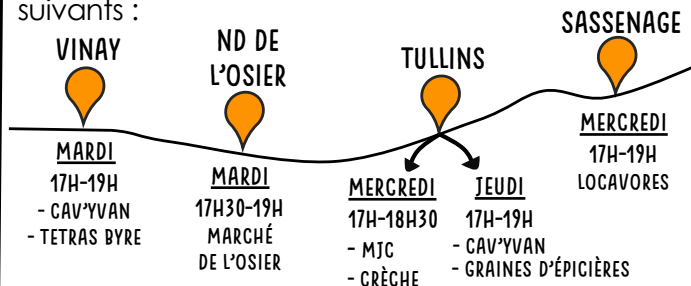 suivants :
VINAY
MARDI
17H-19H
- CAV'YVAN
- TETRAS BYRE
ND DE
L'OSIER
MARDI
17H30-19H
MARCHÉ
DE L'OSIER
TULLINS
MERCREDI
17H-18H30
- MJC
- CRÈCHE
JEUDI
17H-19H
- CAV'YVAN
- GRAINES D'ÉPICIÈRES
SASSENAGE
MERCREDI
17H-19H
LOCAVORES